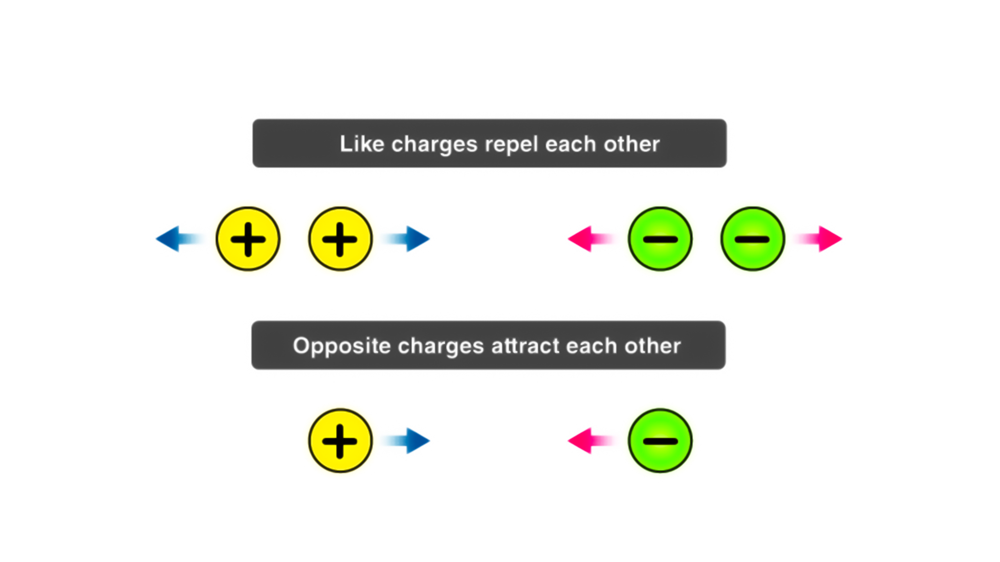 Like charges repel each other
+ + − −
Opposite charges attract each other
+ −